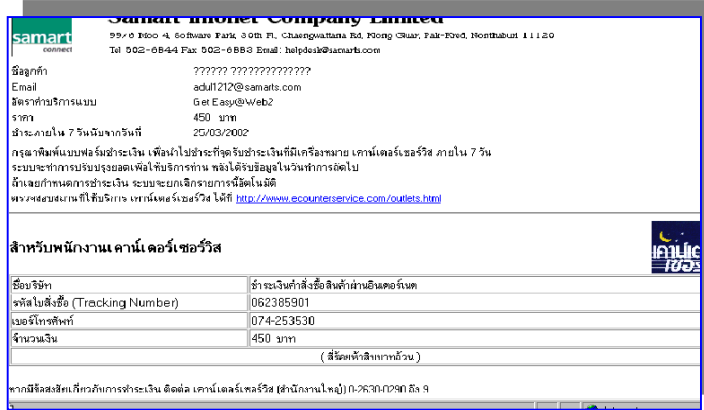 Samart Infonet Company Limited
samart
connect
99/6 Moo 4, Software Park, 30th Fl., Chaengwattana Rd, Klong Gluar, Pak-Kred, Nonthaburi 11120
Tel 502-6844 Fax 502-6883 Email: helpdesk@samarts.com
ชื่อลูกค้า ?????? ??????????????
Email adul1212@samarts.com
อัตราค่าบริการแบบ Get Easy@Web2
ราคา 450 บาท
ชำระภายใน 7 วันนับจากวันที่ 25/03/2002
กรุณาพิมพ์แบบฟอร์มชำระเงิน เพื่อนำไปชำระที่จุดรับชำระเงินที่มีเครื่องหมาย เคาน์เตอร์เซอร์วิส ภายใน 7 วัน
ระบบจะทำการปรับปรุงยอดเพื่อให้บริการท่าน หลังได้รับข้อมูลในวันทำการถัดไป
ถ้าเลยกำหนดการชำระเงิน ระบบจะยกเลิกรายการนี้อัตโนมัติ
ตรวจสอบสถานที่ให้บริการ เคาน์เตอร์เซอร์วิส ได้ที่ http://www.ecounterservice.com/outlets.html
สำหรับพนักงานเคาน์เตอร์เซอร์วิส
ชื่อบริษัท ชำระเงินคำสั่งซื้อสินค้าผ่านอินเตอร์เนต
รหัสใบสั่งซื้อ (Tracking Number) 062385901
เบอร์โทรศัพท์ 074-253530
จำนวนเงิน 450 บาท
( สี่ร้อยห้าสิบบาทถ้วน )
หากมีข้อสงสัยเกี่ยวกับการชำระเงิน ติดต่อ เคาน์เตอร์เซอร์วิส (สำนักงานใหญ่) 0-2630-0290 ถึง 9